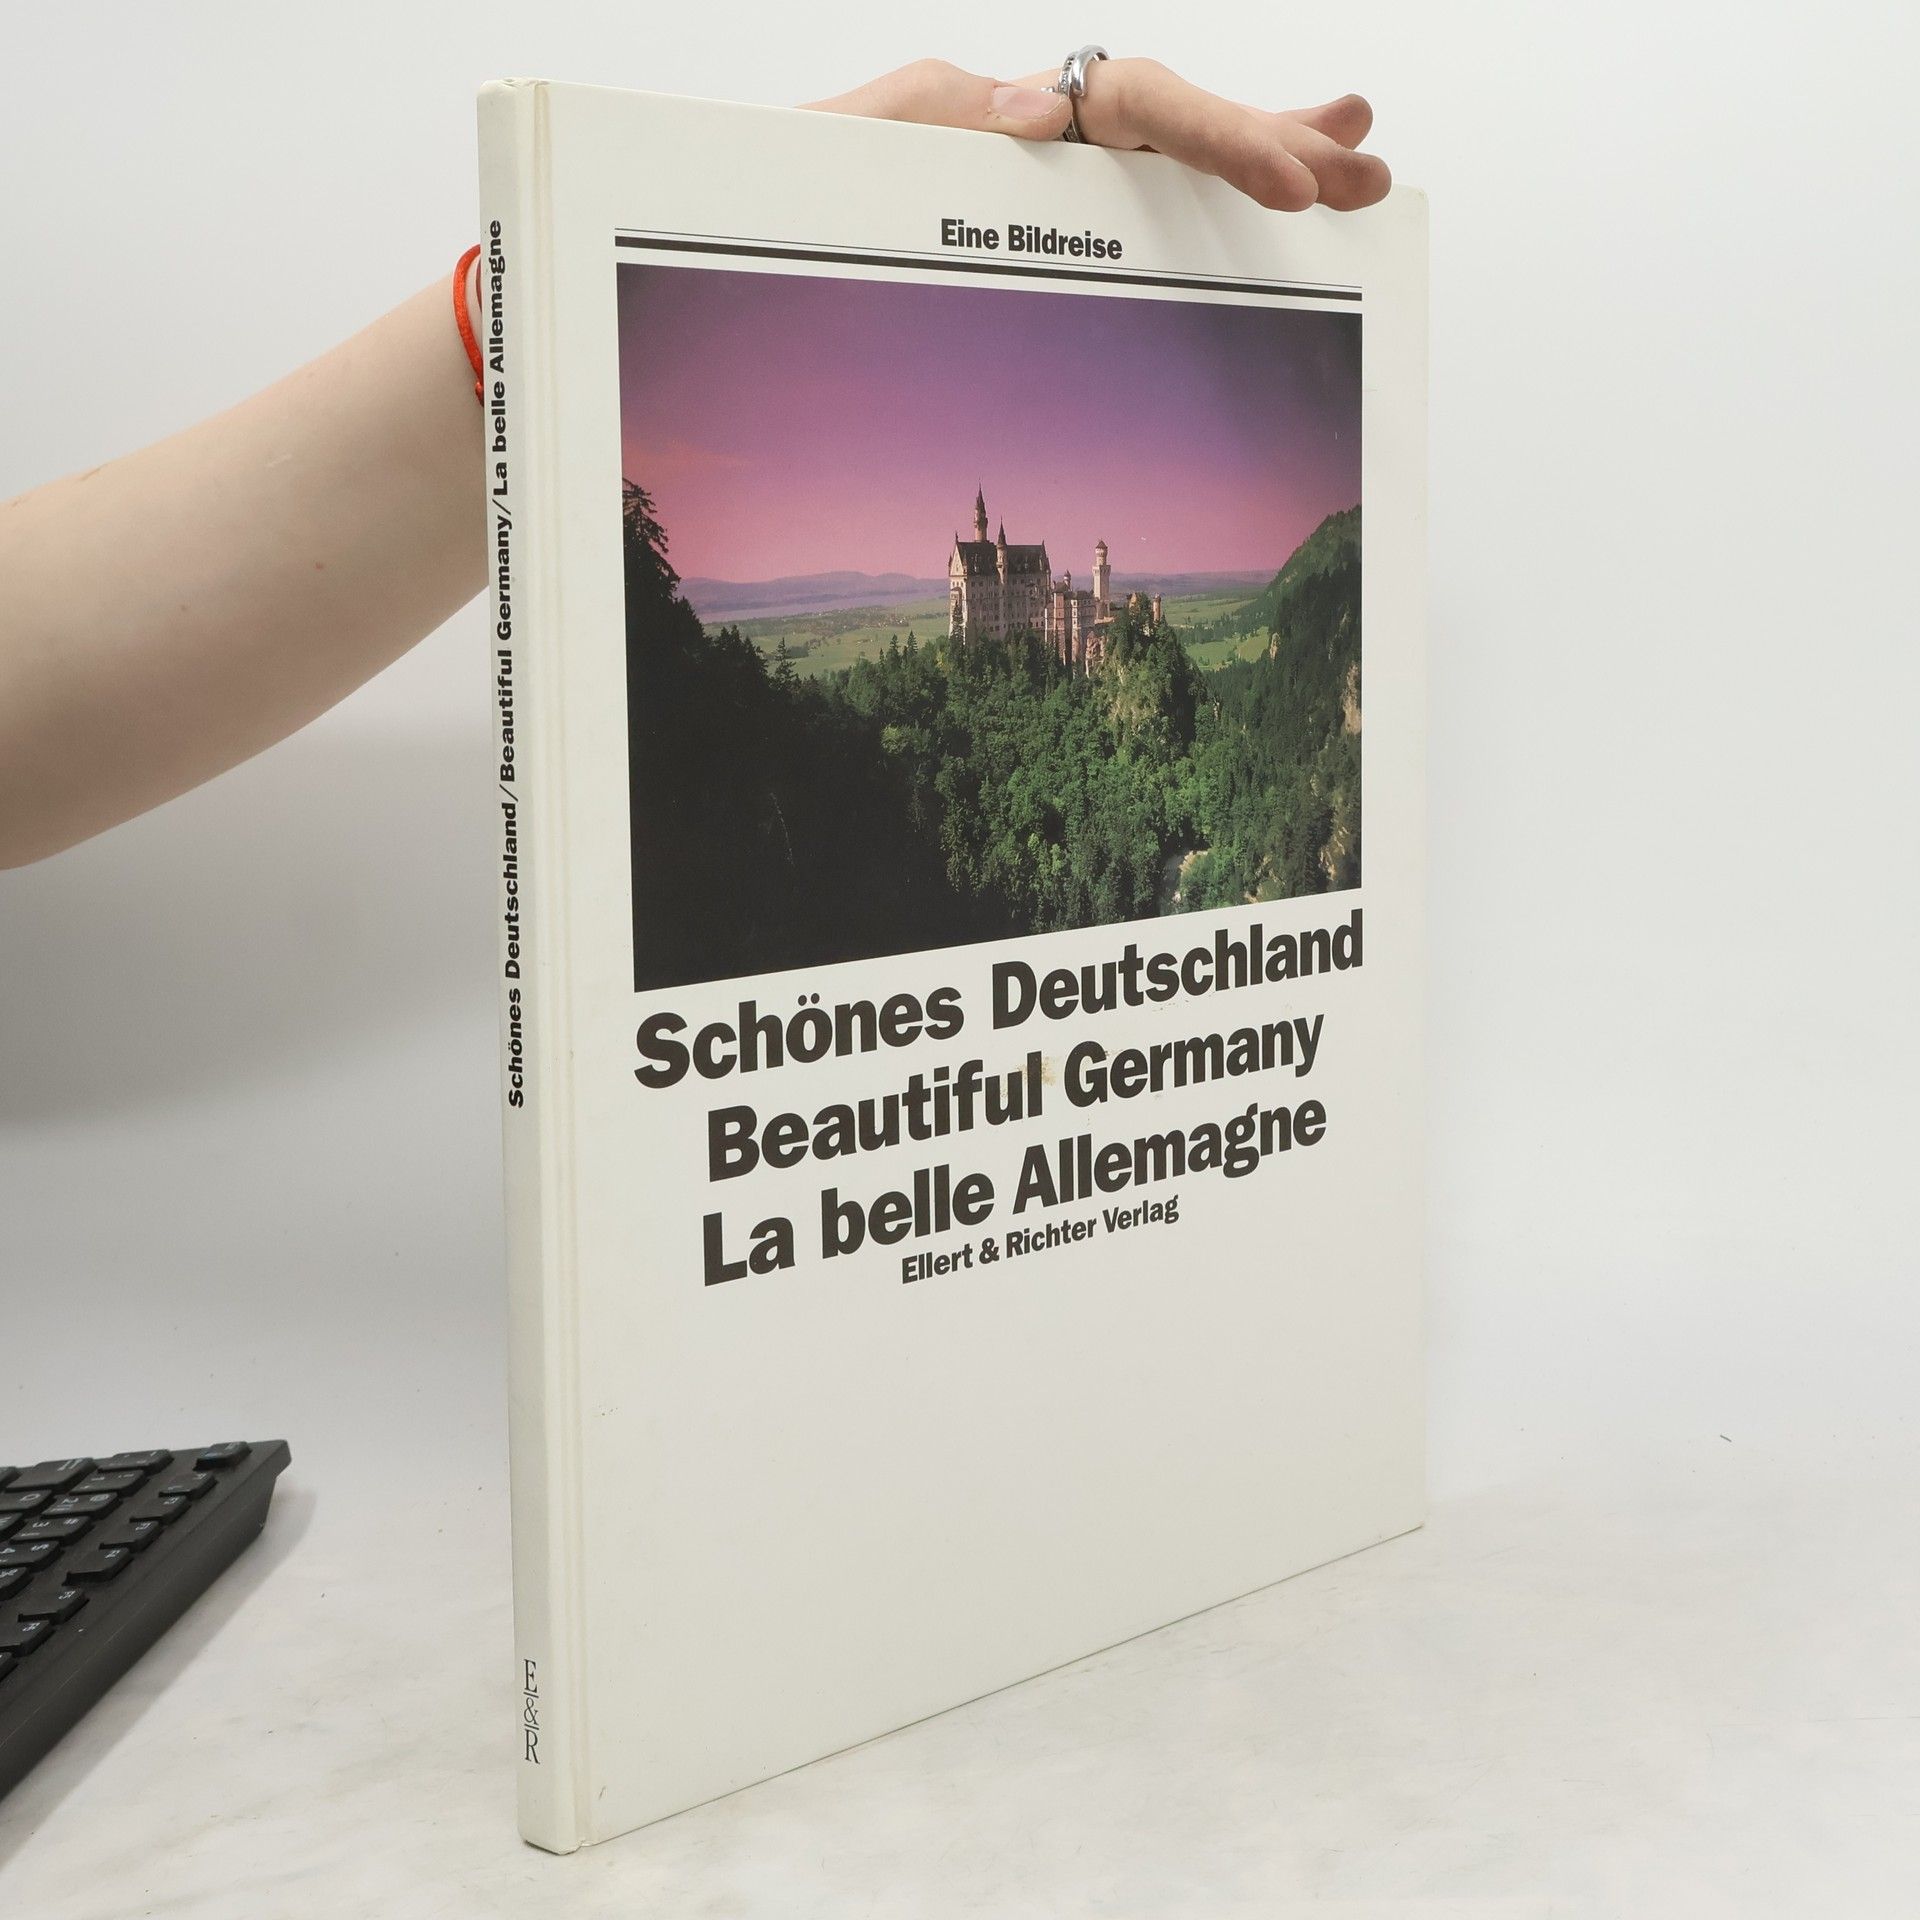 Eine Bildreise
Schönes Deutschland
Beautiful Germany
La belle Allemagne
Ellert & Richter Verlag
Schönes Deutschland/Beautiful Germany/La belle Allemagne
E
&
R